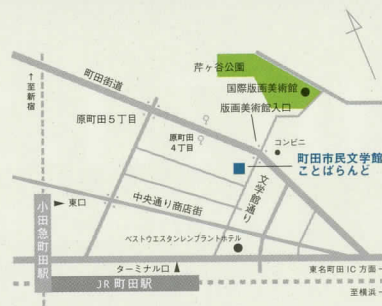 芹ヶ谷公園
国際版画美術館
版画美術館入口
町田街道
↑至新宿
原町田5丁目
原町田
4丁目
コンビニ
町田市民文学館
ことばらんど
文学館通り
中央通り商店街
小田急町田駅
東口
ベストウエスタンレンブラントホテル
ターミナル口
JR 町田駅
東名町田 IC 方面→
至横浜→